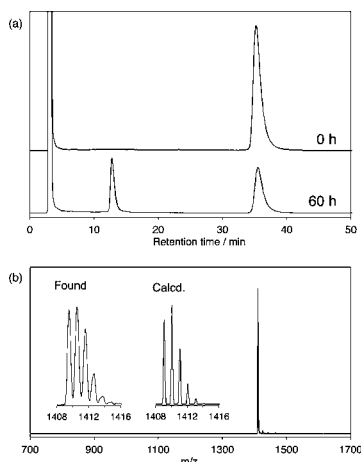 (a)
0 h
60 h
0 10 20 30 40 50
Retention time / min
(b)
Found Calcd.
1408 1412 1416 1408 1412 1416
700 900 1100 1300 1500 1700
m/z